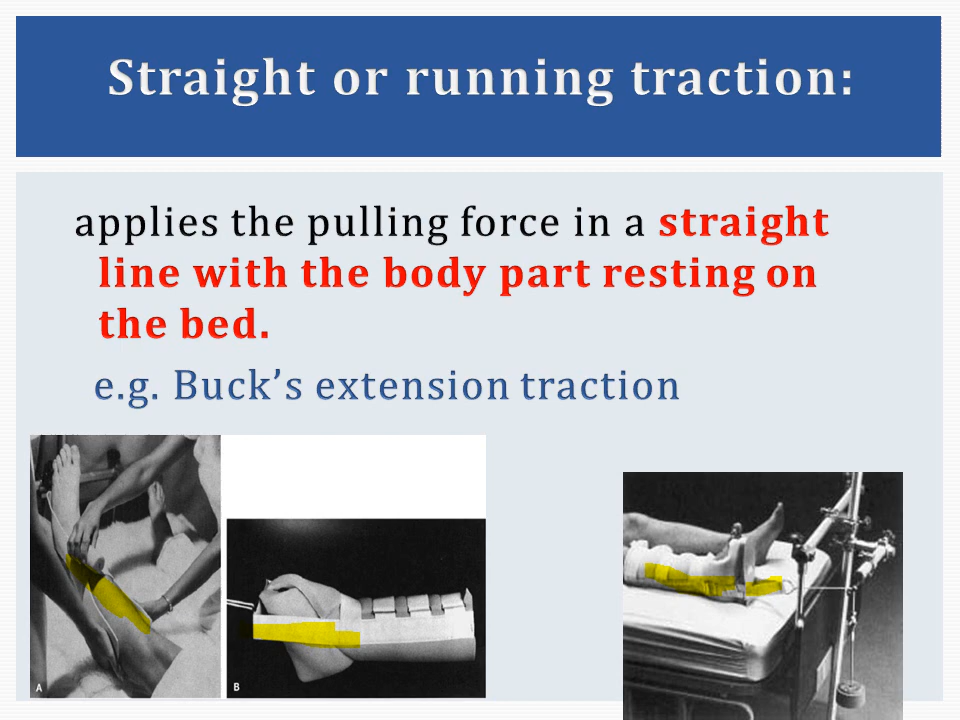 Straight or running traction:
applies the pulling force in a straight
line with the body part resting on
the bed.
e.g. Buck’s extension traction
A
B